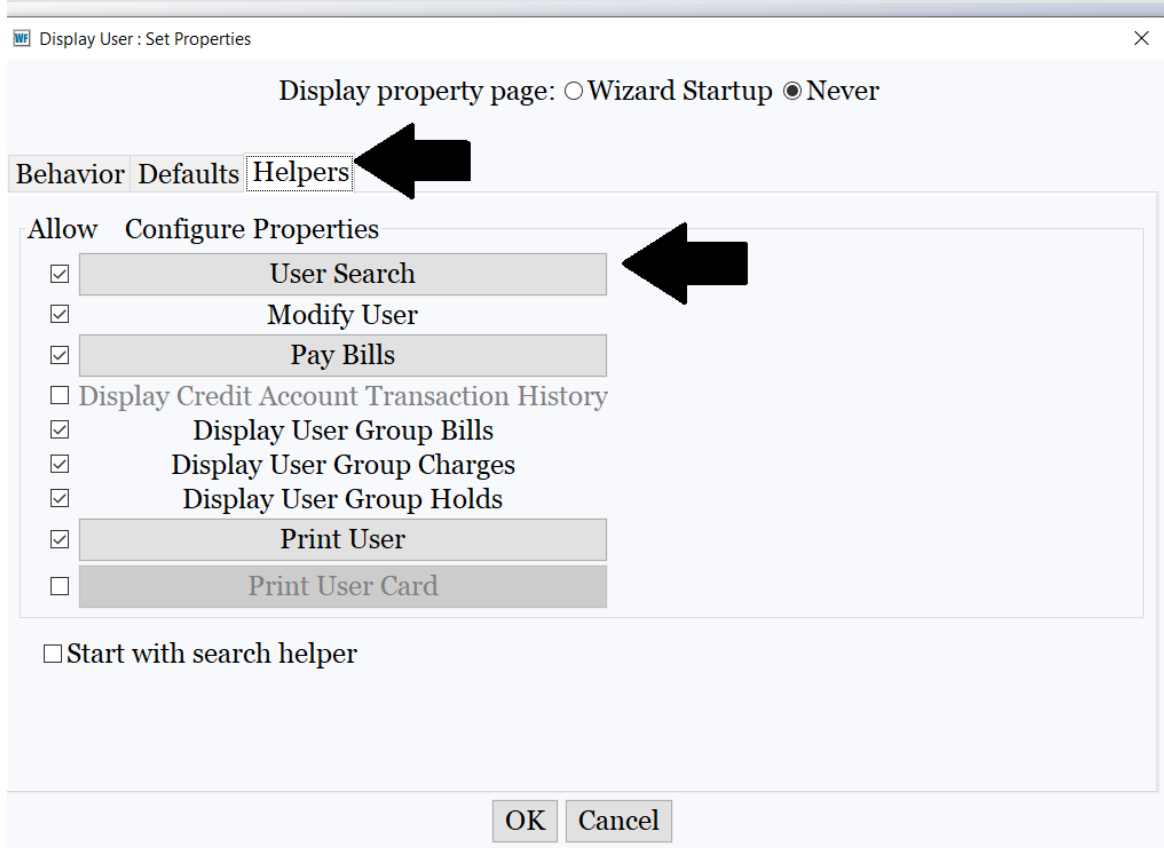 WF Display User : Set Properties
Display property page: Wizard Startup Never
Behavior Defaults Helpers
Allow Configure Properties
User Search
Modify User
Pay Bills
Display Credit Account Transaction History
Display User Group Bills
Display User Group Charges
Display User Group Holds
Print User
Print User Card
Start with search helper
OK Cancel